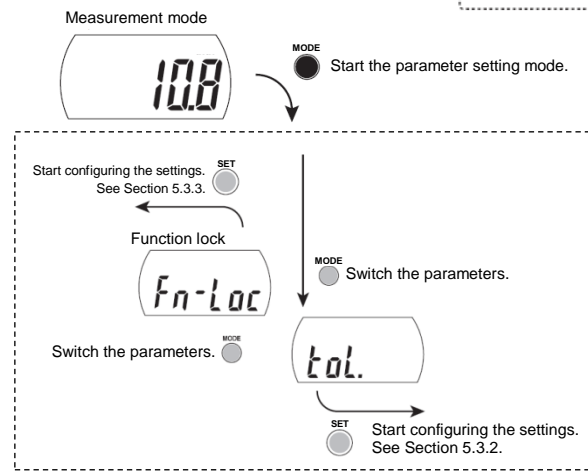 Measurement mode
10.8
MODE
Start the parameter setting mode.
SET
Start configuring the settings.
See Section 5.3.3.
Function lock
Fn-Loc
MODE
Switch the parameters.
MODE
Switch the parameters.
toL.
SET
Start configuring the settings.
See Section 5.3.2.